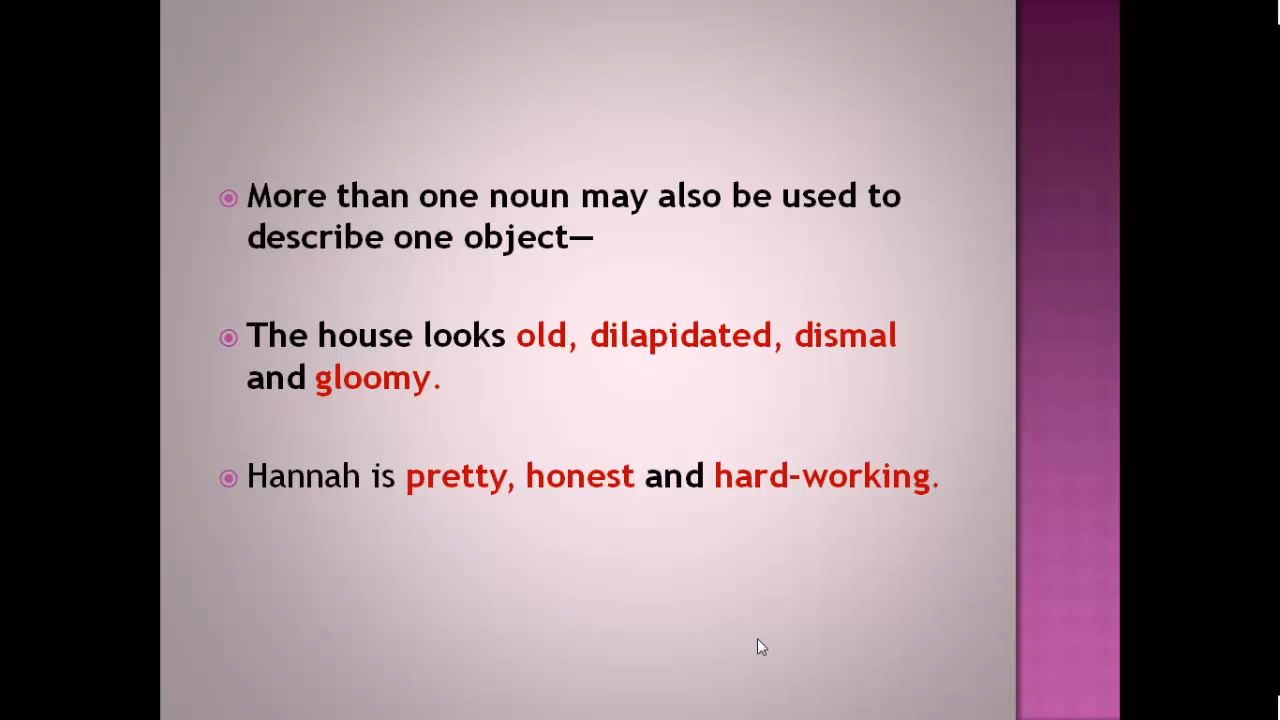 More than one noun may also be used to
describe one object—
The house looks old, dilapidated, dismal
and gloomy.
Hannah is pretty, honest and hard-working.